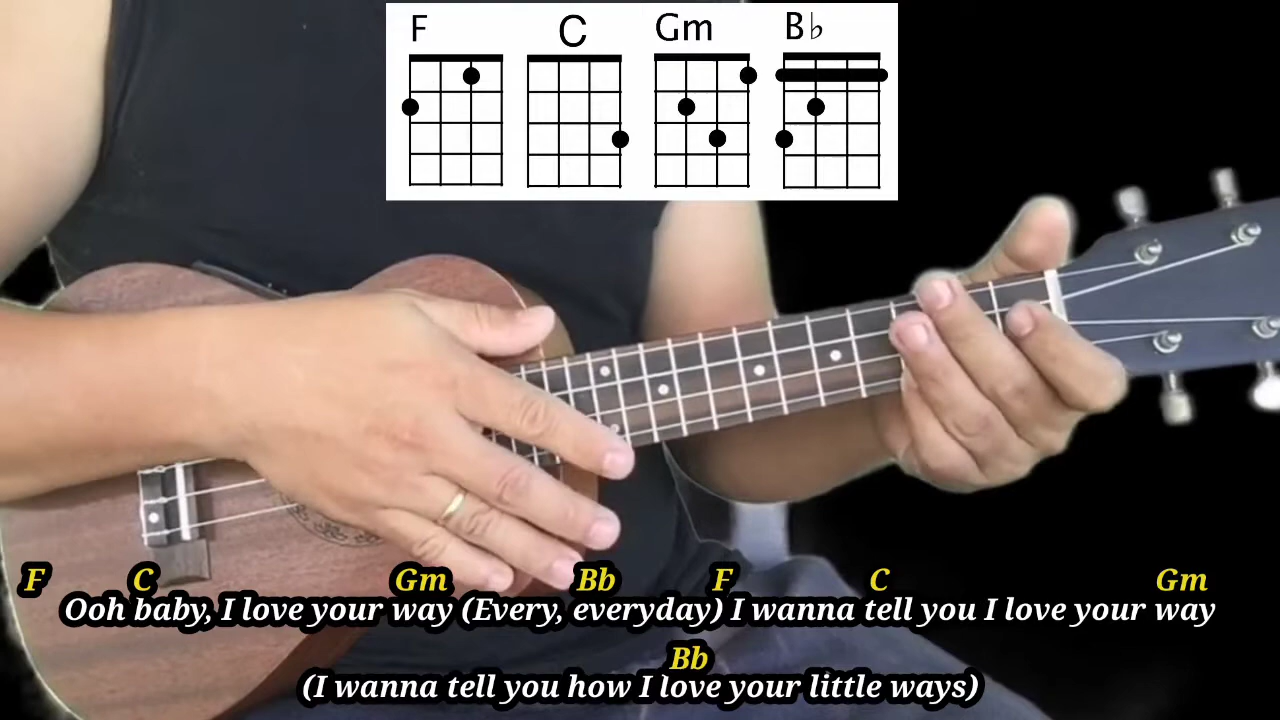 F C Gm B♭
F C Gm Bb F C Gm
Ooh baby, I love your way (Every, everyday) I wanna tell you I love your way
Bb
(I wanna tell you how I love your little ways)